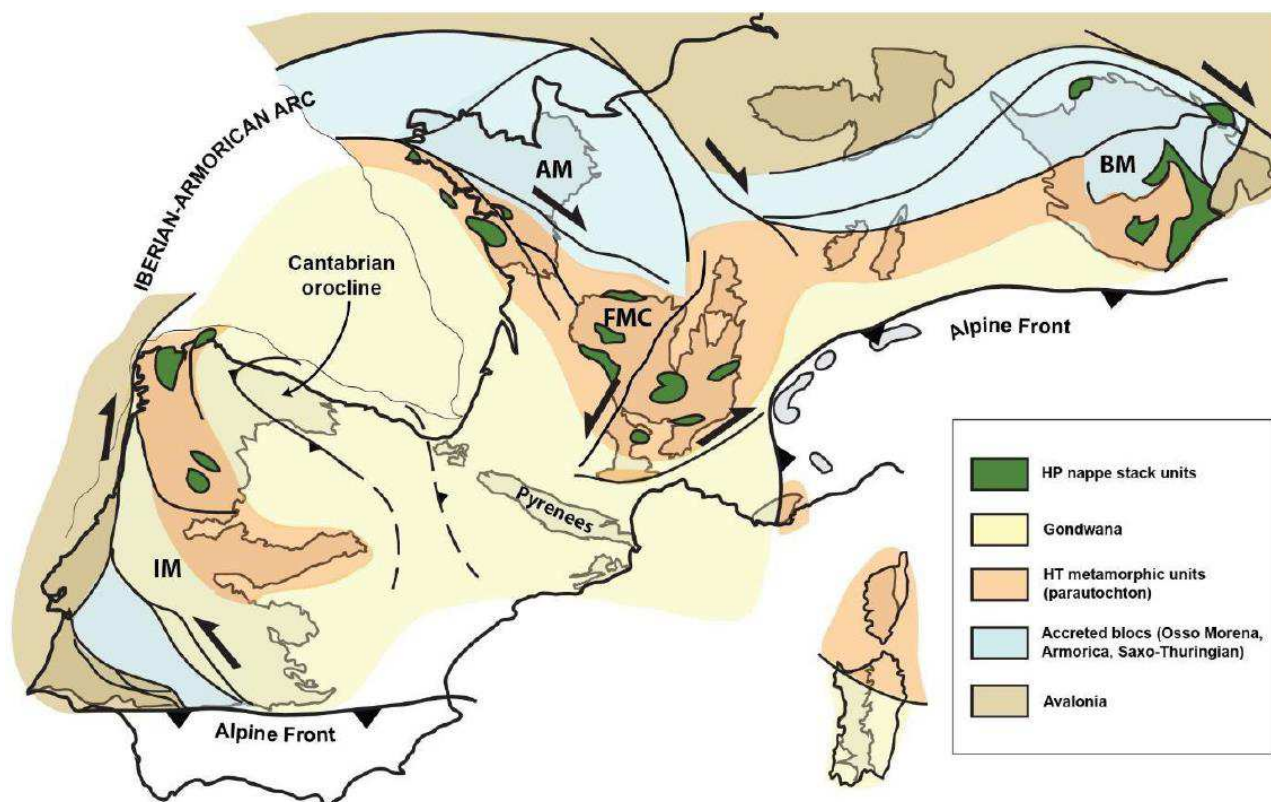 IBERIAN-ARMORICAN ARC
AM
BM
Cantabrian
orocline
FMC
Alpine Front
Pyrenees
IM
Alpine Front
HP nappe stack units
Gondwana
HT metamorphic units
(parautochton)
Accreted blocs (Osso Morena,
Armorica, Saxo-Thuringian)
Avalonia